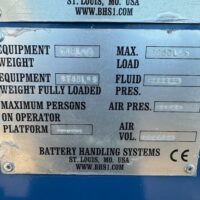 ST. LOUIS, MO. USA
www.BHS1.com
EQUIPMENT WEIGHT
MAX. LOAD
EQUIPMENT WEIGHT FULLY LOADED
FLUID PRES.
MAXIMUM PERSONS ON OPERATOR PLATFORM
AIR PRES.
AIR VOL.
BATTERY HANDLING SYSTEMS
ST. LOUIS, MO. USA
www.BHS1.com